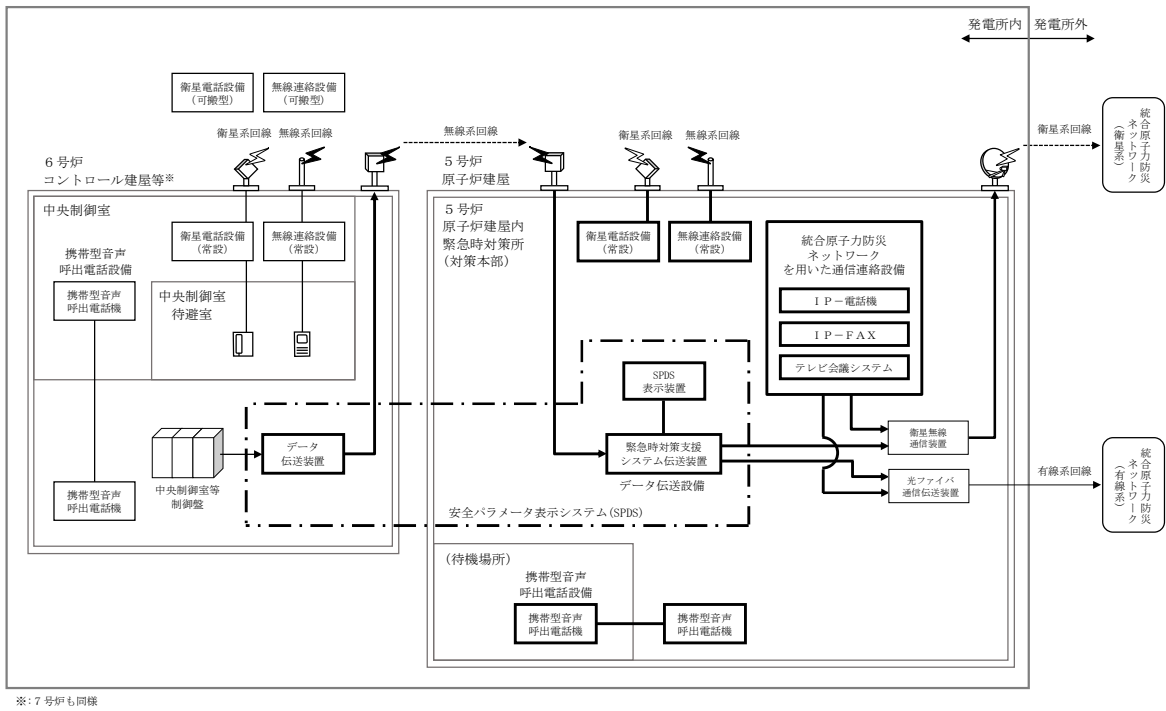 発電所内
発電所外
衛星電話設備
（可搬型）
無線連絡設備
（可搬型）
衛星系回線
無線系回線
無線系回線
衛星系回線
無線系回線
衛星系回線
統合原子力防災
ネットワーク
（衛星系）
６号炉
コントロール建屋等※
５号炉
原子炉建屋
中央制御室
衛星電話設備
（常設）
無線連絡設備
（常設）
携帯型音声
呼出電話設備
携帯型音声
呼出電話機
中央制御室
待避室
５号炉
原子炉建屋内
緊急時対策所
（対策本部）
衛星電話設備
（常設）
無線連絡設備
（常設）
統合原子力防災
ネットワーク
を用いた通信連絡設備
ＩＰ－電話機
ＩＰ－ＦＡＸ
テレビ会議システム
SPDS
表示装置
中央制御室等
制御盤
データ
伝送装置
緊急時対策支援
システム伝送装置
データ伝送設備
衛星無線
通信装置
光ファイバ
通信伝送装置
有線系回線
統合原子力防災
ネットワーク
（有線系）
携帯型音声
呼出電話機
安全パラメータ表示システム(SPDS)
（待機場所）
携帯型音声
呼出電話設備
携帯型音声
呼出電話機
携帯型音声
呼出電話機
※：７号炉も同様